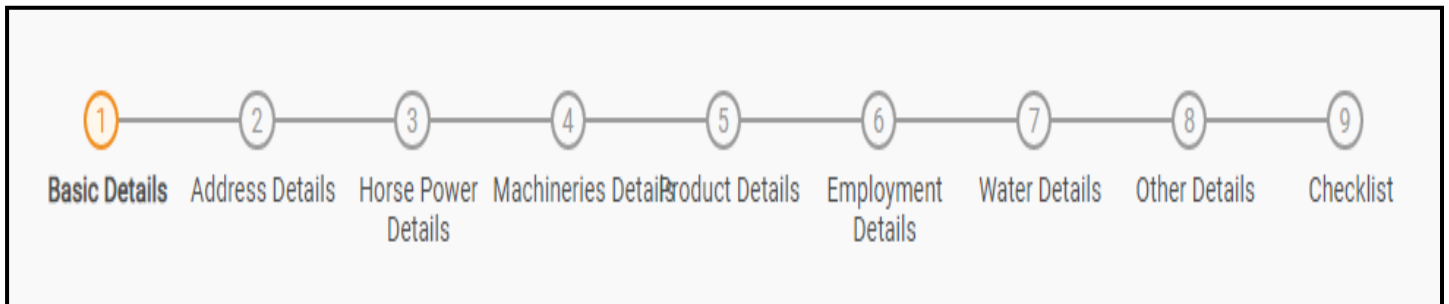 1 2 3 4 5 6 7 8 9
Basic Details Address Details Horse Power Details Machineries Details Product Details Employment Details Water Details Other Details Checklist